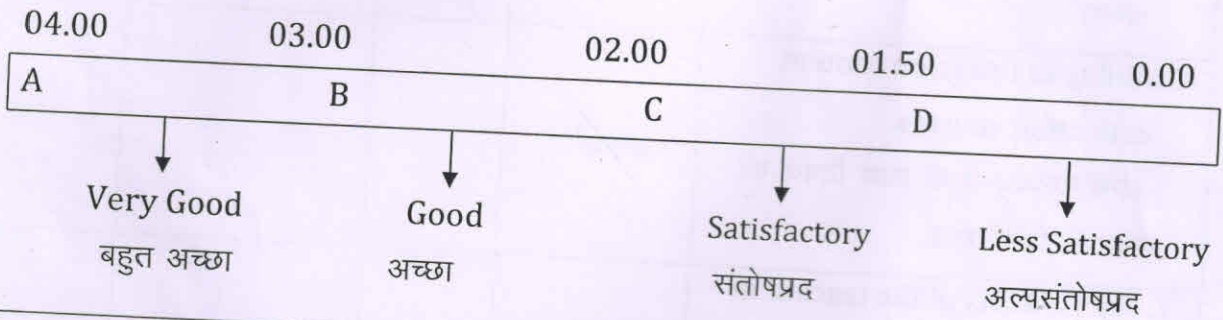 04.00 03.00 02.00 01.50 0.00
A B C D
Very Good Good Satisfactory Less Satisfactory
बहुत अच्छा अच्छा संतोषप्रद अल्पसंतोषप्रद